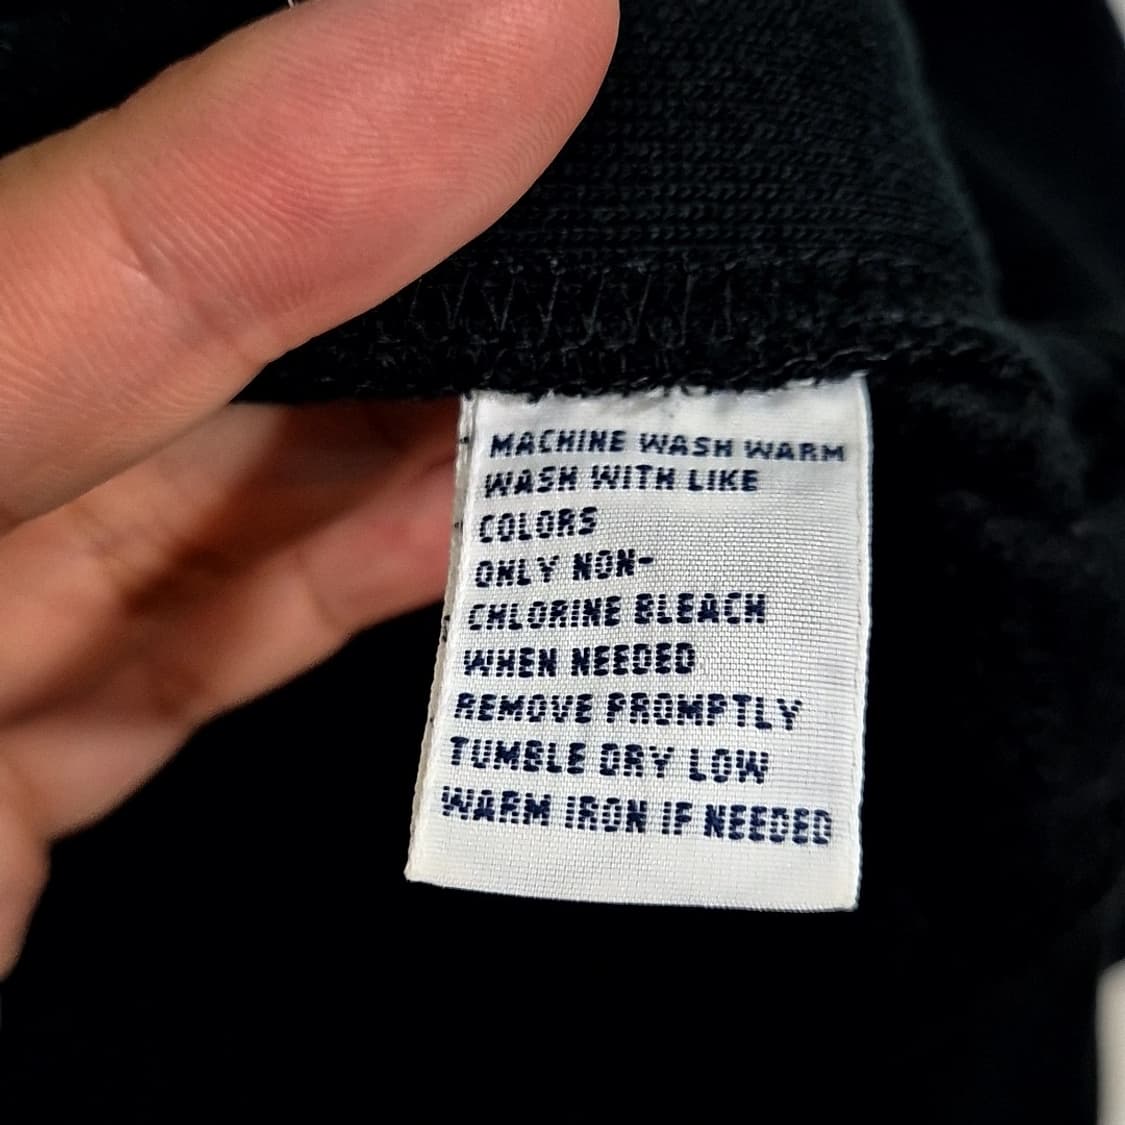 MACHINE WASH WARM
WASH WITH LIKE
COLORS
ONLY NON-
CHLORINE BLEACH
WHEN NEEDED
REMOVE PROMPTLY
TUMBLE DRY LOW
WARM IRON IF NEEDED